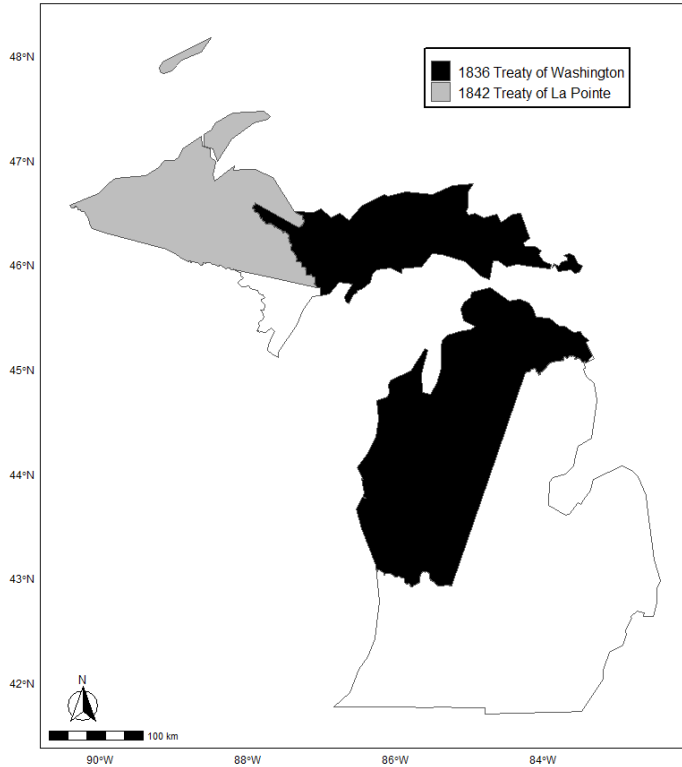 48°N
1836 Treaty of Washington
1842 Treaty of La Pointe
47°N
46°N
45°N
44°N
43°N
42°N
N
100 km
90°W
88°W
86°W
84°W